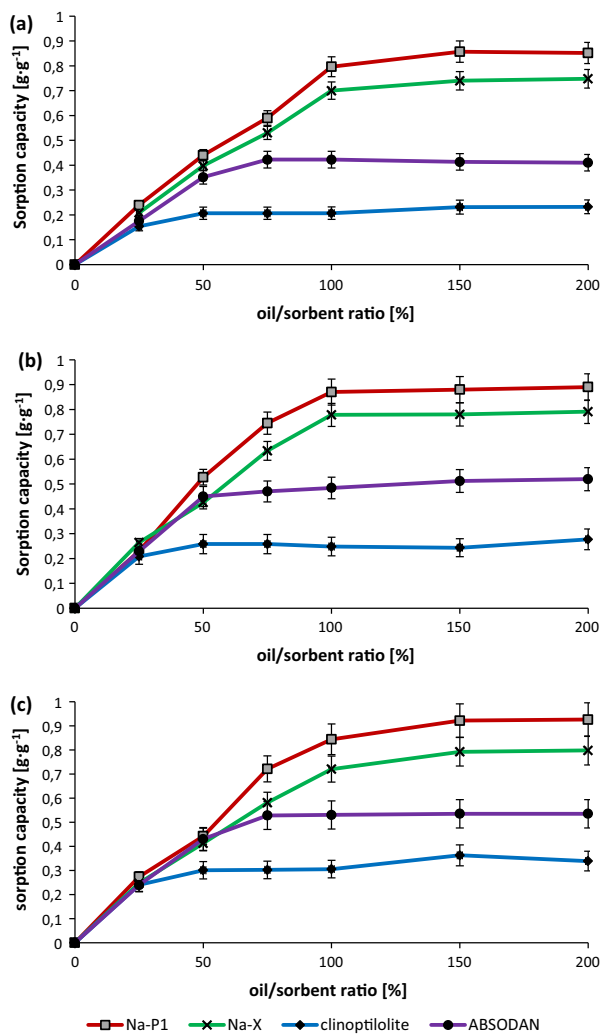 (a)
Sorption capacity [g·g⁻¹]
1
0,9
0,8
0,7
0,6
0,5
0,4
0,3
0,2
0,1
0
0 50 100 150 200
oil/sorbent ratio [%]
(b)
Sorption capacity [g·g⁻¹]
1
0,9
0,8
0,7
0,6
0,5
0,4
0,3
0,2
0,1
0
0 50 100 150 200
oil/sorbent ratio [%]
(c)
sorption capacity [g·g⁻¹]
1
0,9
0,8
0,7
0,6
0,5
0,4
0,3
0,2
0,1
0
0 50 100 150 200
oil/sorbent ratio [%]
Na-P1 Na-X clinoptilolite ABSODAN